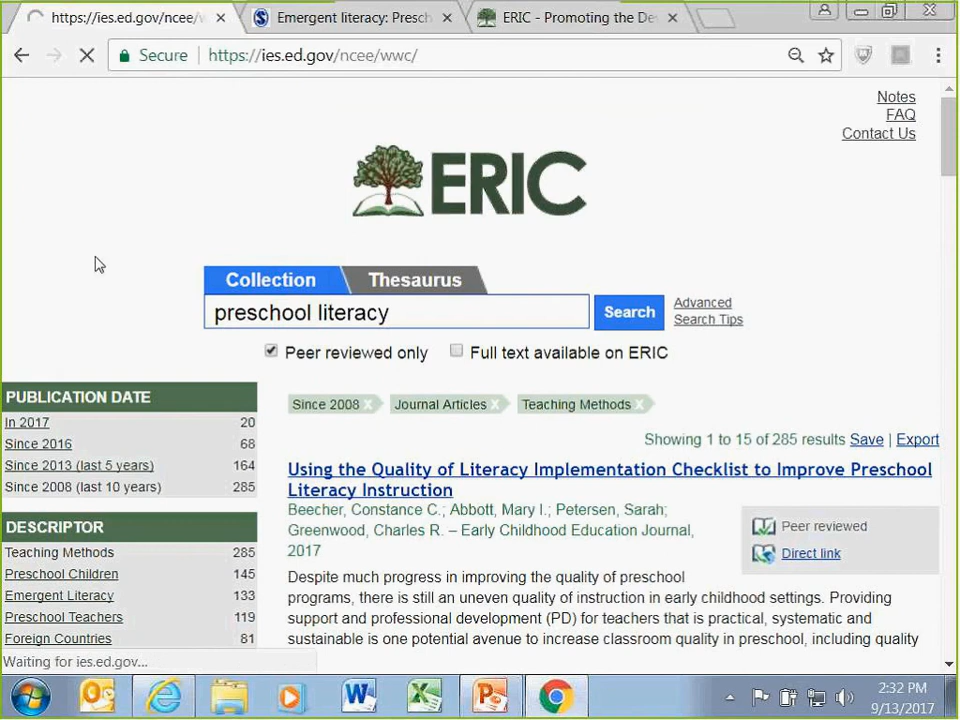 https://ies.ed.gov/ncee/
Emergent literacy: Presch
ERIC - Promoting the De
Secure
https://ies.ed.gov/ncee/wwc/
Notes
FAQ
Contact Us
ERIC
Collection
Thesaurus
preschool literacy
Search
Advanced
Search Tips
Peer reviewed only
Full text available on ERIC
PUBLICATION DATE
In 2017 20
Since 2016 68
Since 2013 (last 5 years) 164
Since 2008 (last 10 years) 285
DESCRIPTOR
Teaching Methods 285
Preschool Children 145
Emergent Literacy 133
Preschool Teachers 119
Foreign Countries 81
Since 2008 x Journal Articles x Teaching Methods x
Showing 1 to 15 of 285 results Save | Export
Using the Quality of Literacy Implementation Checklist to Improve Preschool
Literacy Instruction
Beecher, Constance C.; Abbott, Mary I.; Petersen, Sarah;
Greenwood, Charles R. – Early Childhood Education Journal,
2017
Peer reviewed
Direct link
Despite much progress in improving the quality of preschool
programs, there is still an uneven quality of instruction in early childhood settings. Providing
support and professional development (PD) for teachers that is practical, systematic and
sustainable is one potential avenue to increase classroom quality in preschool, including quality
Waiting for ies.ed.gov...
2:32 PM
9/13/2017